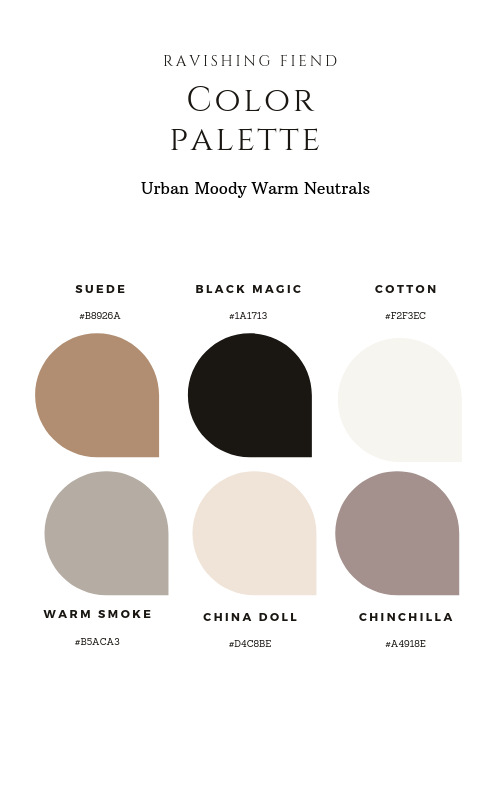 RAVISHING FIEND
COLOR
PALETTE
Urban Moody Warm Neutrals
SUEDE
#B8926A
BLACK MAGIC
#1A1713
COTTON
#F2F3EC
WARM SMOKE
#B5ACA3
CHINA DOLL
#D4C8BE
CHINCHILLA
#A4918E